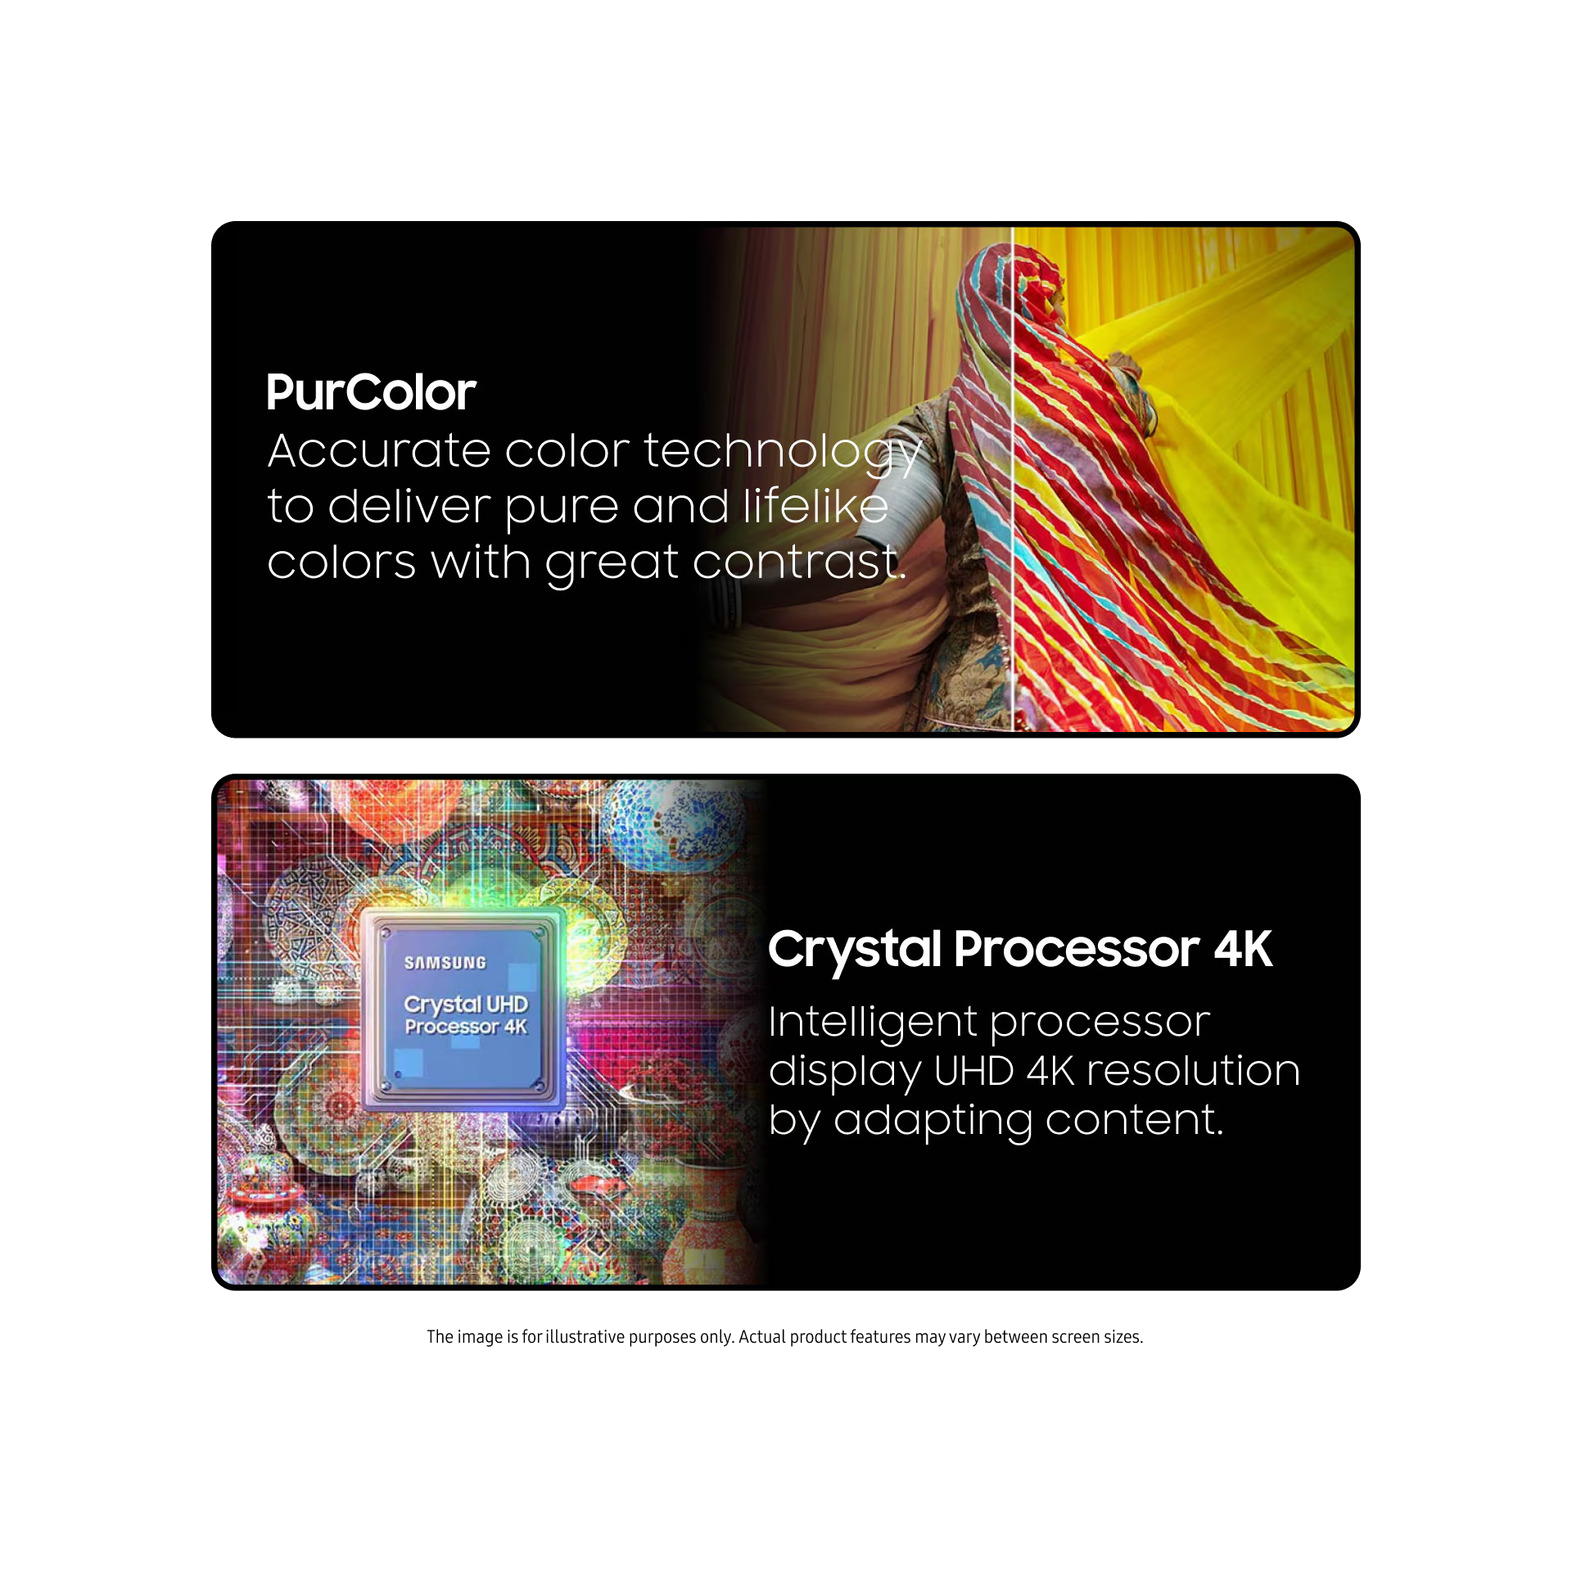 PurColor
Accurate color technology
to deliver pure and lifelike
colors with great contrast.
SAMSUNG
Crystal UHD
Processor 4K
Crystal Processor 4K
Intelligent processor
display UHD 4K resolution
by adapting content.
The image is for illustrative purposes only. Actual product features may vary between screen sizes.